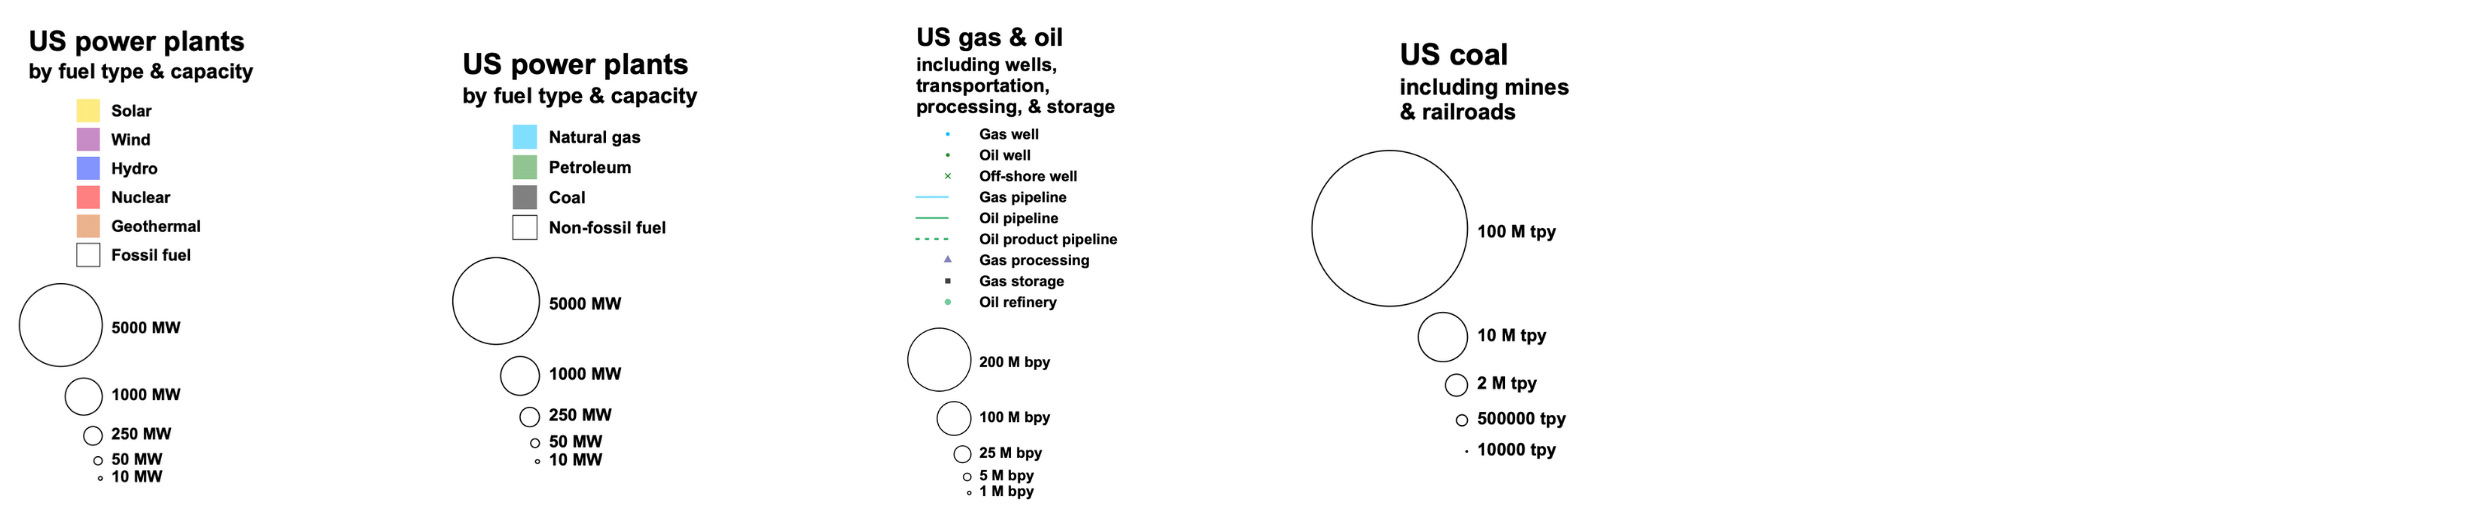 US power plants
by fuel type & capacity
Solar
Wind
Hydro
Nuclear
Geothermal
Fossil fuel
5000 MW
1000 MW
250 MW
50 MW
10 MW
US power plants
by fuel type & capacity
Natural gas
Petroleum
Coal
Non-fossil fuel
5000 MW
1000 MW
250 MW
50 MW
10 MW
US gas & oil
including wells,
transportation,
processing, & storage
Gas well
Oil well
Off-shore well
Gas pipeline
Oil pipeline
Oil product pipeline
Gas processing
Gas storage
Oil refinery
200 M bpy
100 M bpy
25 M bpy
5 M bpy
1 M bpy
US coal
including mines
& railroads
100 M tpy
10 M tpy
2 M tpy
500000 tpy
10000 tpy